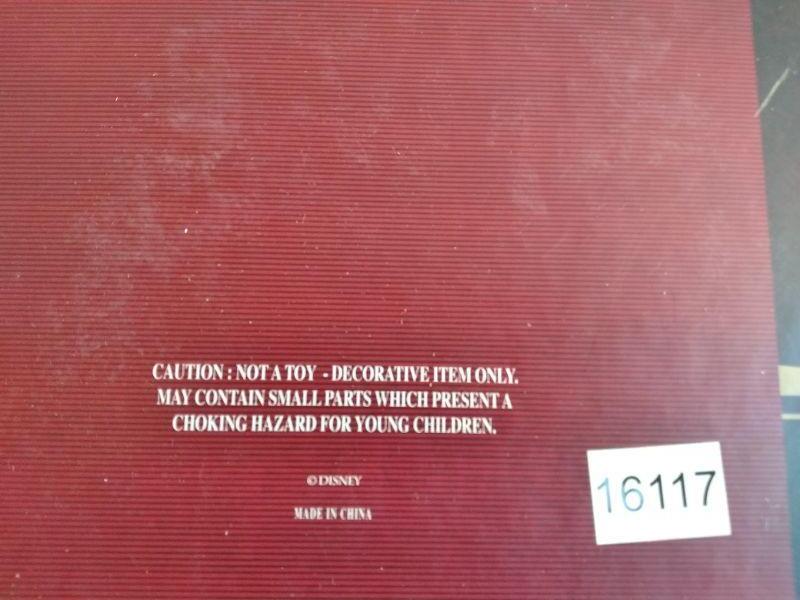 CAUTION : NOT A TOY - DECORATIVE ITEM ONLY.
MAY CONTAIN SMALL PARTS WHICH PRESENT A
CHOKING HAZARD FOR YOUNG CHILDREN.
© DISNEY
MADE IN CHINA
16117